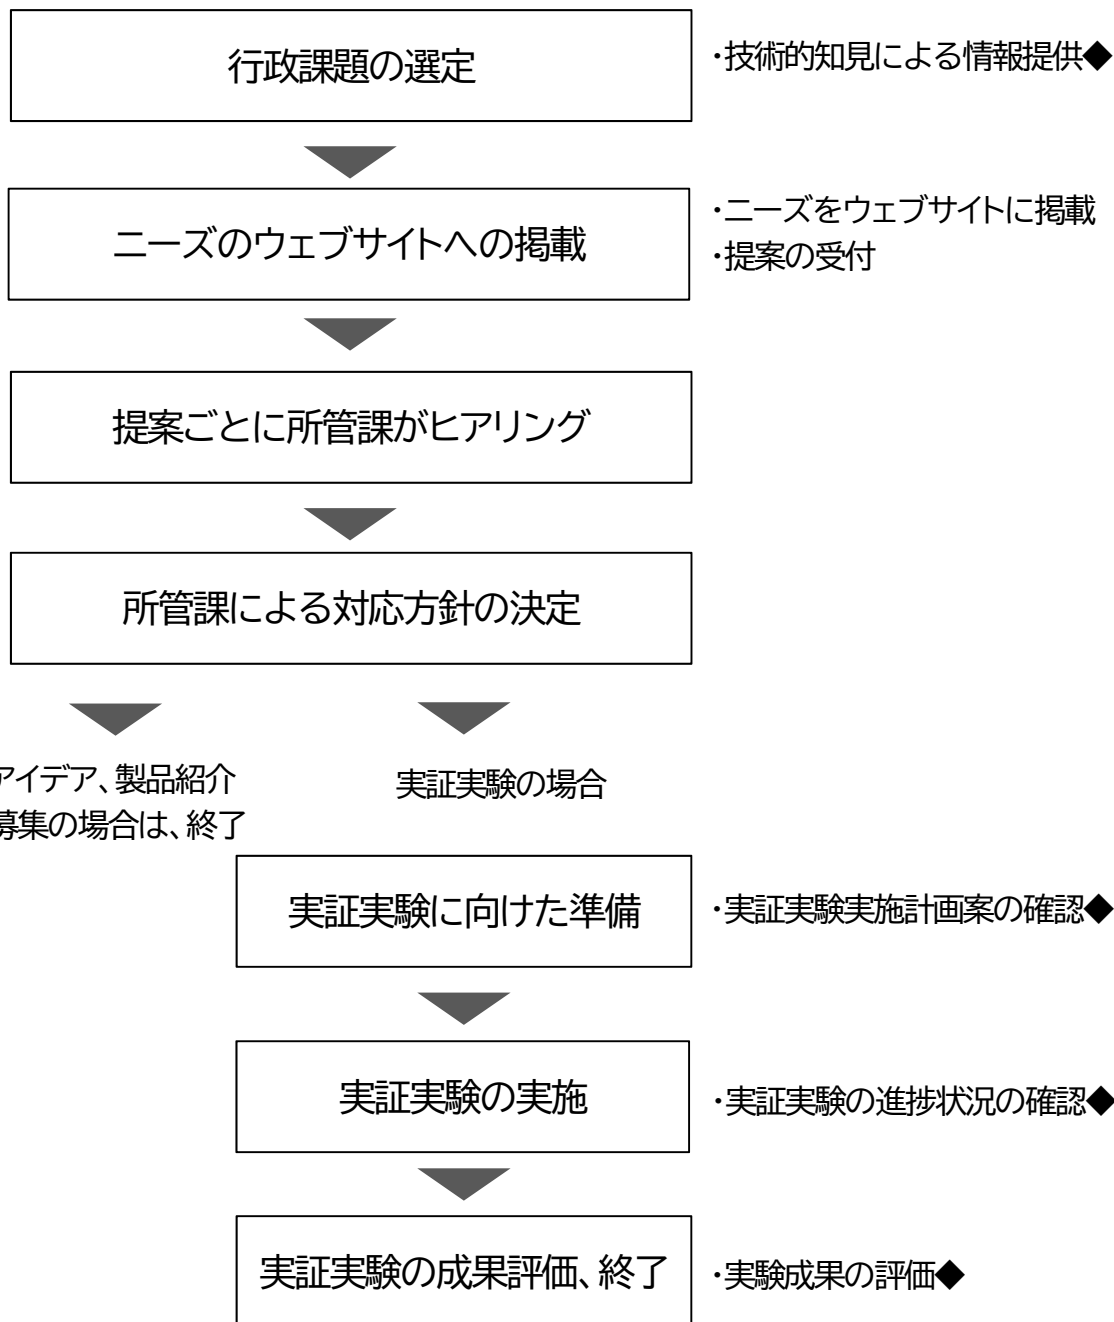 行政課題の選定
・技術的知見による情報提供◆
ニーズのウェブサイトへの掲載
・ニーズをウェブサイトに掲載
・提案の受付
提案ごとに所管課がヒアリング
所管課による対応方針の決定
アイデア、製品紹介
募集の場合は、終了
実証実験の場合
実証実験に向けた準備
・実証実験実施計画案の確認◆
実証実験の実施
・実証実験の進捗状況の確認◆
実証実験の成果評価、終了
・実験成果の評価◆